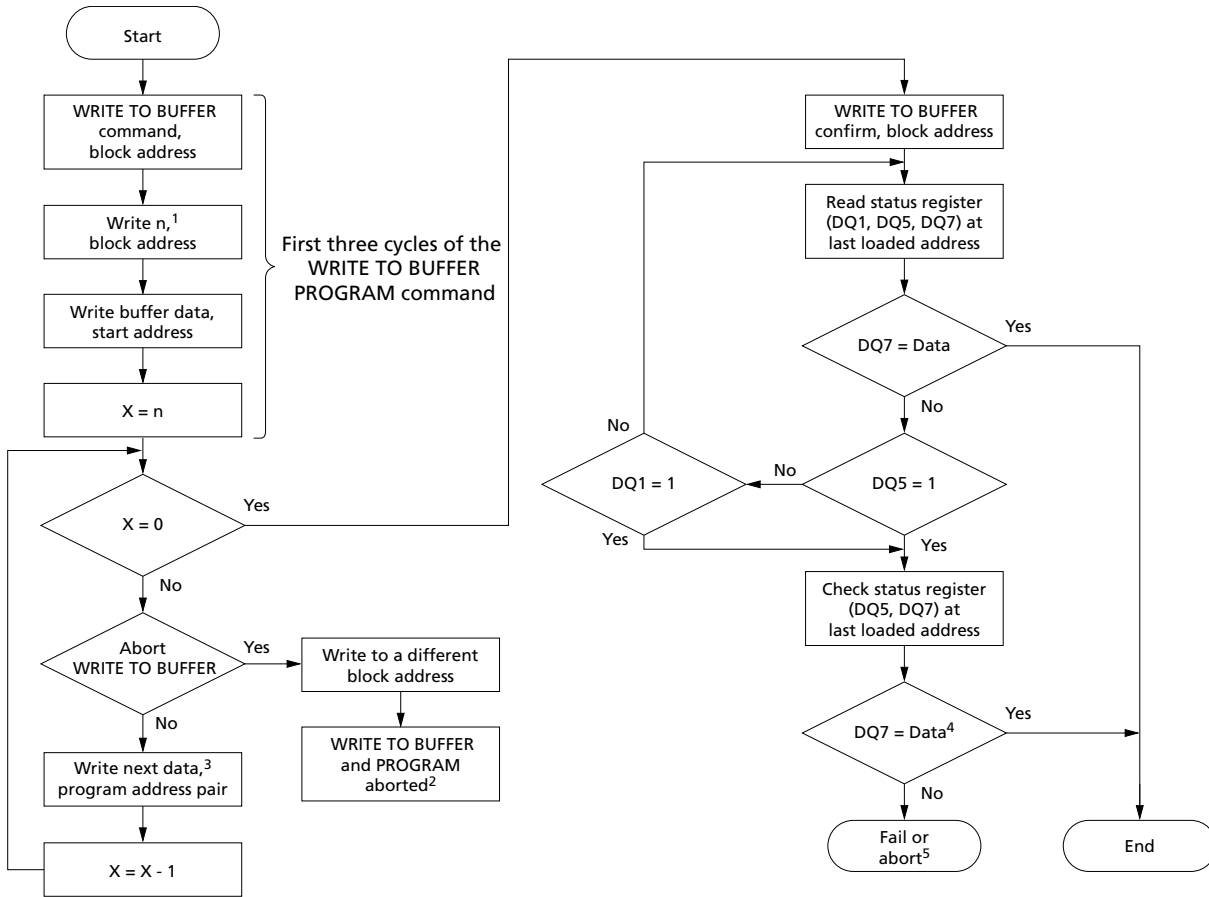 Start
WRITE TO BUFFER
command,
block address
Write n,¹
block address
Write buffer data,
start address
X = n
First three cycles of the
WRITE TO BUFFER
PROGRAM command
X = 0
Yes
No
Abort
WRITE TO BUFFER
Yes
No
Write to a different
block address
WRITE TO BUFFER
and PROGRAM
aborted²
Write next data,³
program address pair
X = X - 1
WRITE TO BUFFER
confirm, block address
Read status register
(DQ1, DQ5, DQ7) at
last loaded address
DQ7 = Data
Yes
No
DQ5 = 1
No
Yes
DQ1 = 1
No
Yes
Check status register
(DQ5, DQ7) at
last loaded address
DQ7 = Data⁴
Yes
No
Fail or
abort⁵
End